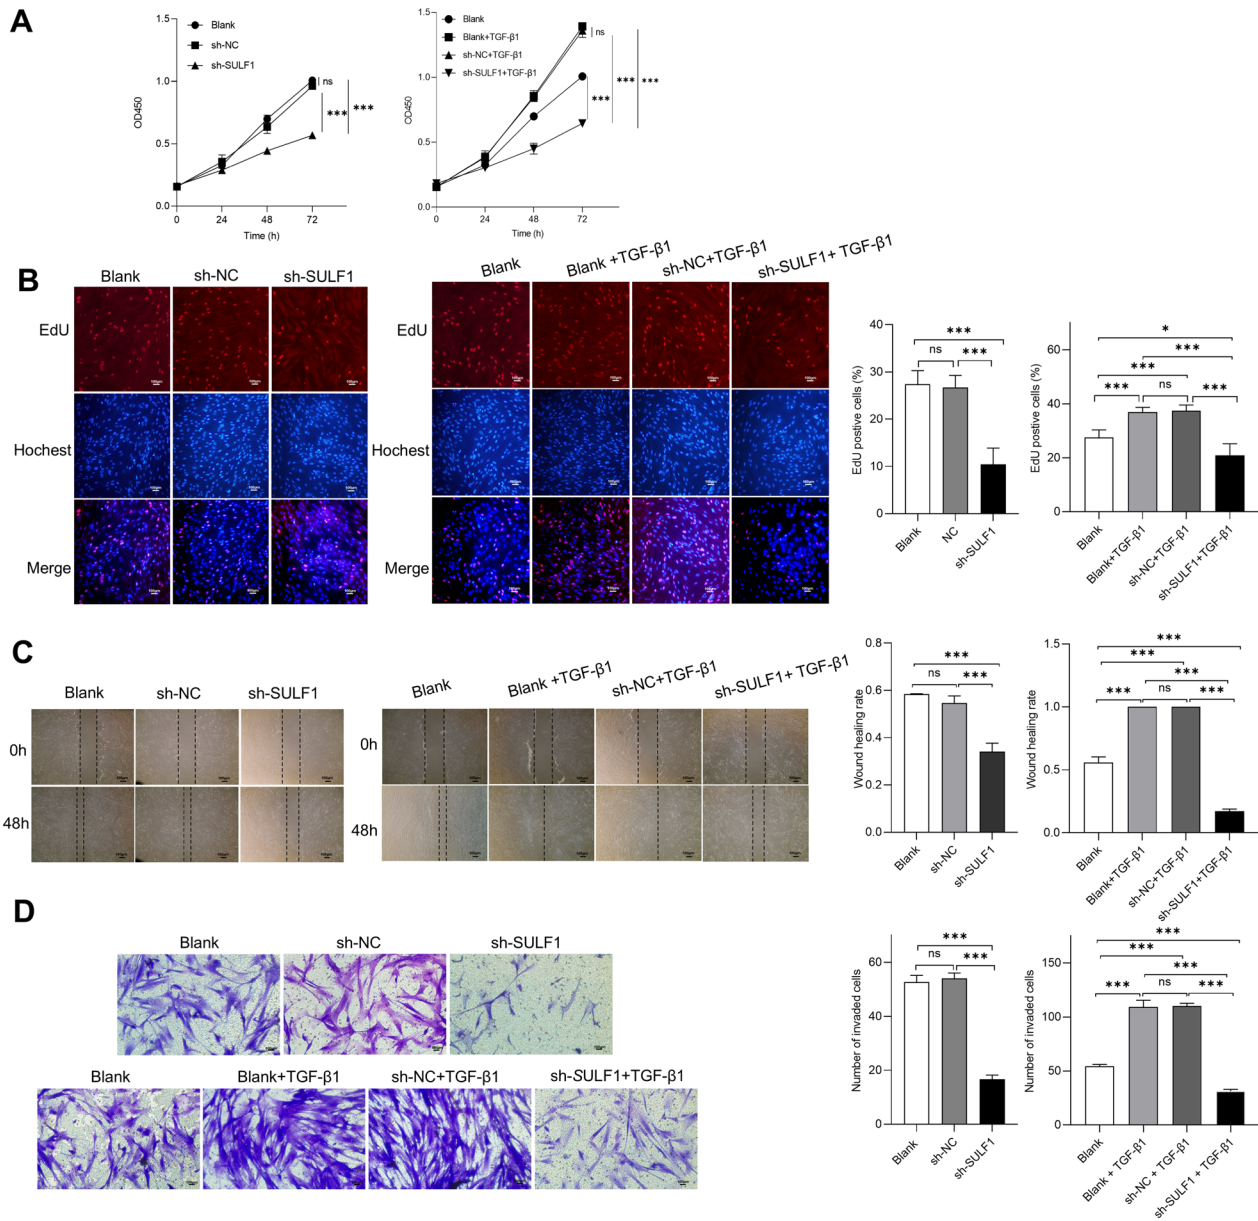 A
1.5
1.0
0.5
0.0
OD450
0
24
48
72
Time (h)
Blank
sh-NC
sh-SULF1
ns
***
***
1.5
1.0
0.5
0.0
OD450
0
24
48
72
Time (h)
Blank
Blank+TGF-β1
sh-NC+TGF-β1
sh-SULF1+TGF-β1
ns
***
***
***
B
Blank
sh-NC
sh-SULF1
EdU
Hochest
Merge
Blank
Blank +TGF-β1
sh-NC+TGF-β1
sh-SULF1+ TGF-β1
EdU
Hochest
Merge
40
30
20
10
0
EdU postive cells (%)
***
ns
***
Blank
NC
sh-SULF1
60
40
20
0
EdU postive cells (%)
*
***
***
***
ns
***
Blank
Blank+TGF-β1
sh-NC+TGF-β1
sh-SULF1+TGF-β1
C
Blank
sh-NC
sh-SULF1
0h
48h
Blank
Blank +TGF-β1
sh-NC+TGF-β1
sh-SULF1+ TGF-β1
0h
48h
0.8
0.6
0.4
0.2
0.0
Wound healing rate
***
ns
***
Blank
sh-NC
sh-SULF1
1.5
1.0
0.5
0.0
Wound healing rate
***
***
***
***
ns
***
Blank
Blank+TGF-β1
sh-NC+TGF-β1
sh-SULF1+TGF-β1
D
Blank
sh-NC
sh-SULF1
Blank
Blank+TGF-β1
sh-NC+TGF-β1
sh-SULF1+TGF-β1
60
40
20
0
Number of invaded cells
***
ns
***
Blank
sh-NC
sh-SULF1
150
100
50
0
Number of invaded cells
***
***
***
***
ns
***
Blank
Blank + TGF-β1
sh-NC + TGF-β1
sh-SULF1 + TGF-β1